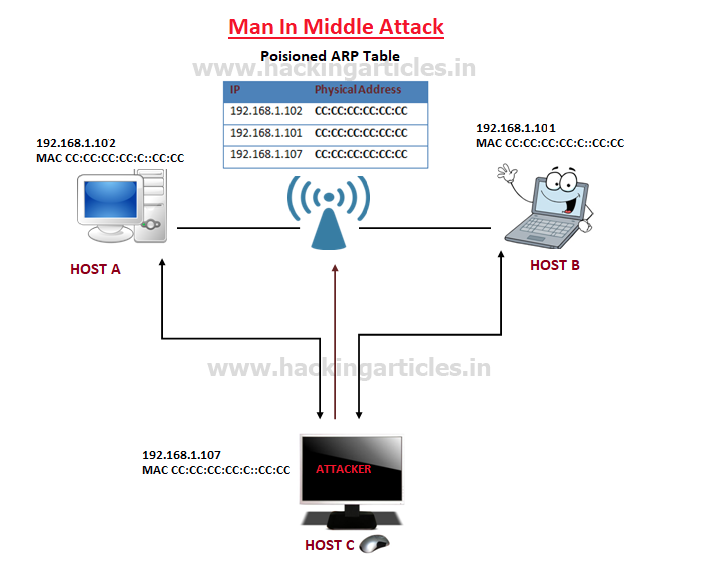 Man In Middle Attack
Poisioned ARP Table
www.hackingarticles.in
IP Physical Address
192.168.1.102 CC:CC:CC:CC:CC:CC
192.168.1.101 CC:CC:CC:CC:CC:CC
192.168.1.107 CC:CC:CC:CC:CC:CC
192.168.1.102
MAC CC:CC:CC:CC:C::CC:CC
192.168.1.101
MAC CC:CC:CC:CC:C::CC:CC
HOST A
HOST B
www.hackingarticles.in
192.168.1.107
MAC CC:CC:CC:CC:C::CC:CC
ATTACKER
HOST C